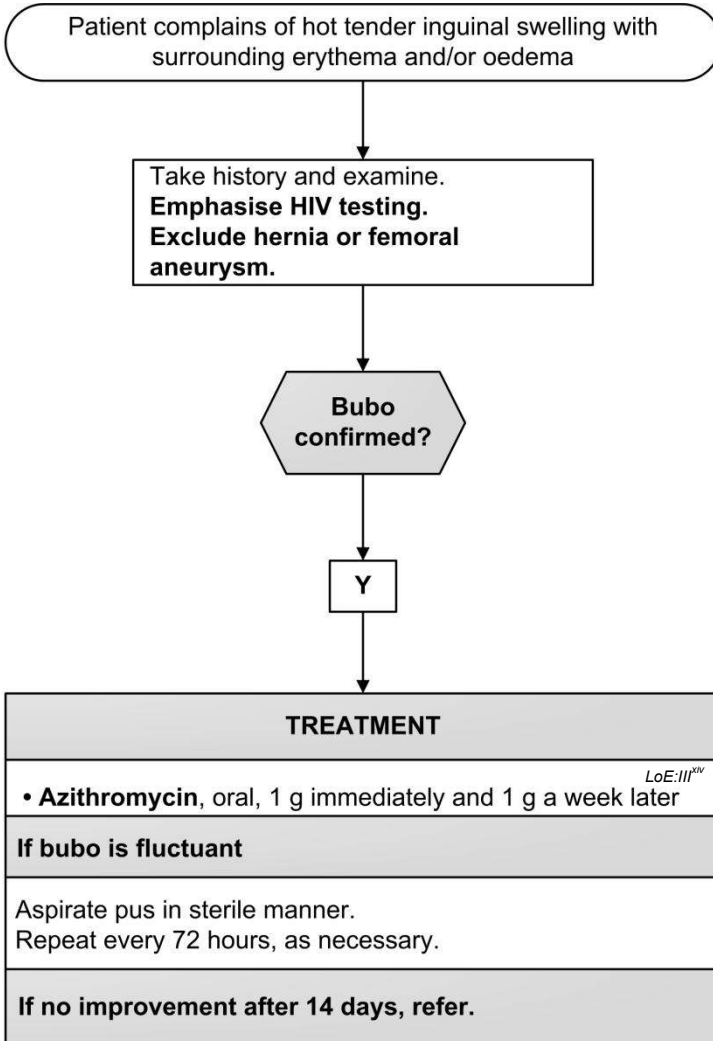 Patient complains of hot tender inguinal swelling with
surrounding erythema and/or oedema
Take history and examine.
Emphasise HIV testing.
Exclude hernia or femoral
aneurysm.
Bubo
confirmed?
Y
TREATMENT
LoE:III^xiv
• Azithromycin, oral, 1 g immediately and 1 g a week later
If bubo is fluctuant
Aspirate pus in sterile manner.
Repeat every 72 hours, as necessary.
If no improvement after 14 days, refer.